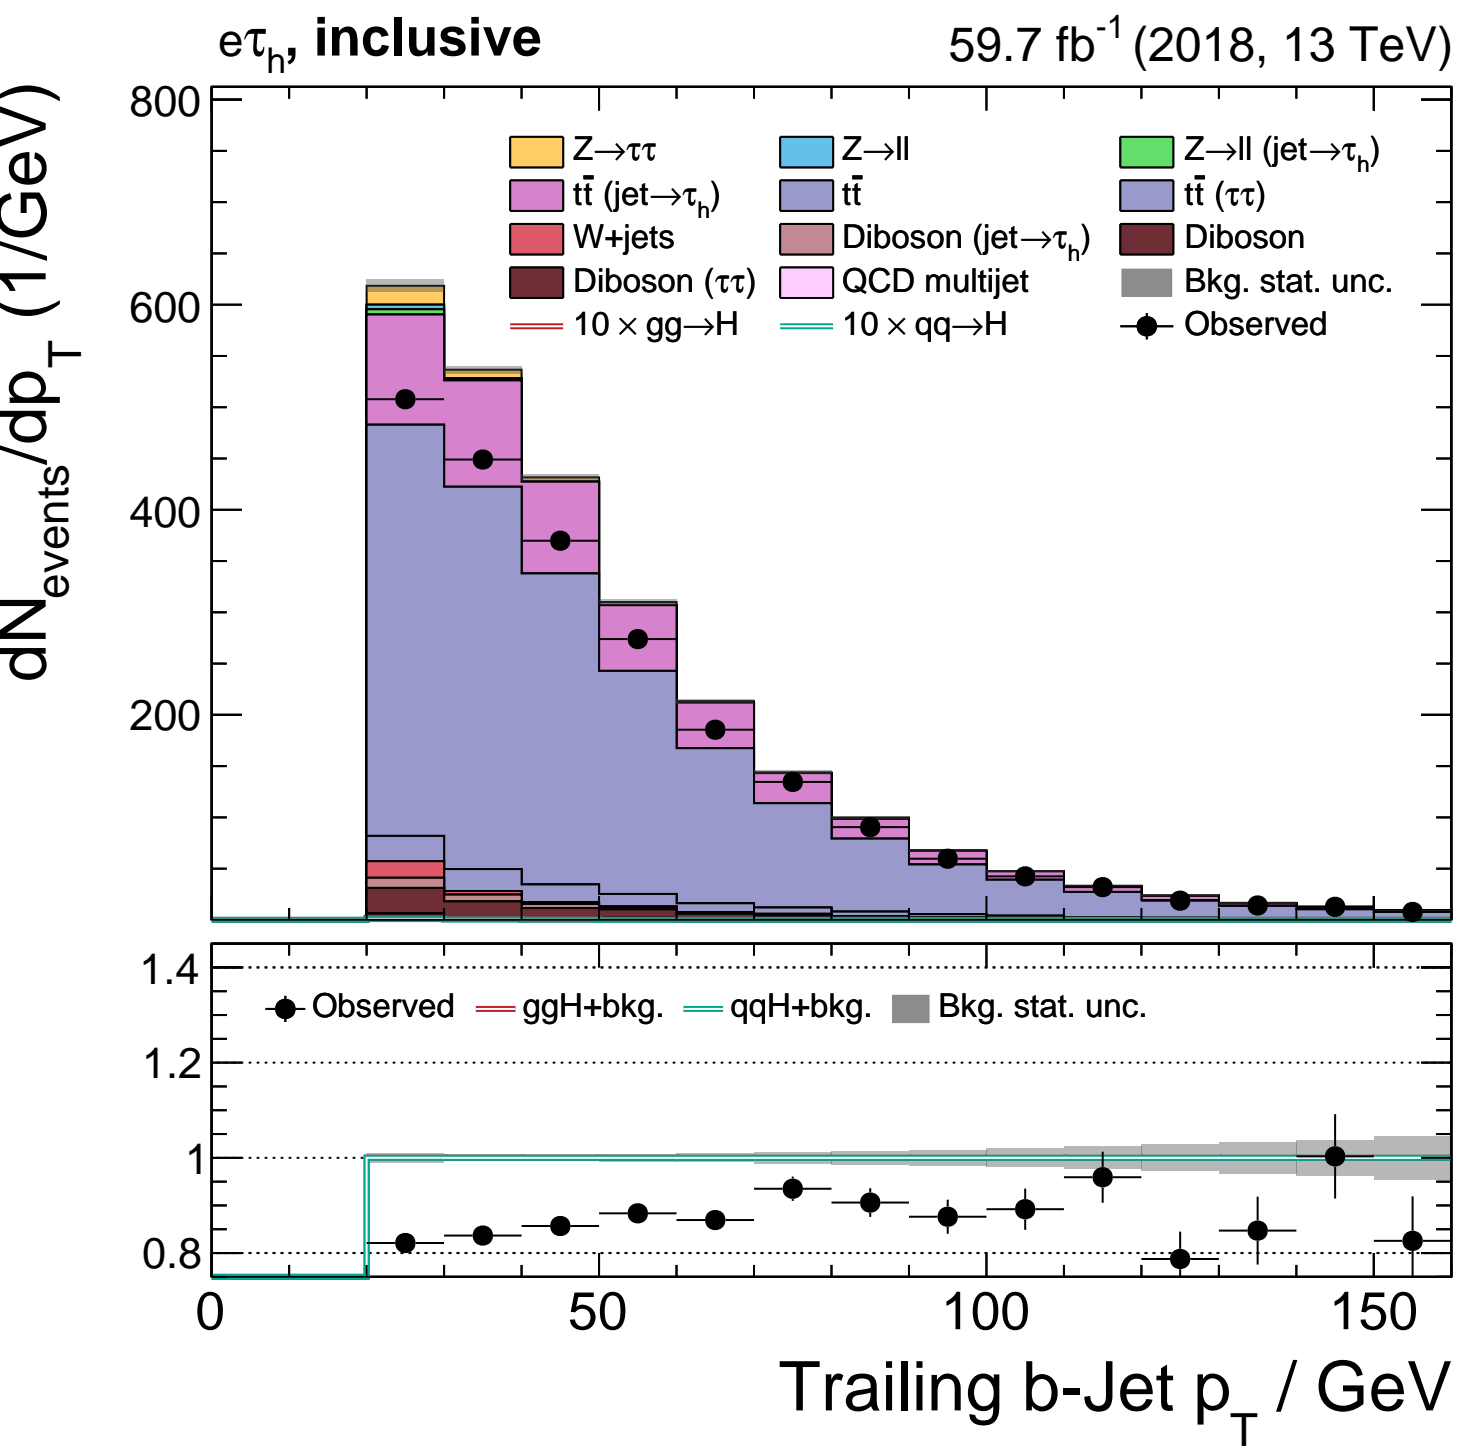 eτh, inclusive 59.7 fb-1 (2018, 13 TeV)
dNevents/dpT (1/GeV)
800
600
400
200
Z→ττ Z→ll Z→ll (jet→τh)
tt̄ (jet→τh) tt̄ tt̄ (ττ)
W+jets Diboson (jet→τh) Diboson
Diboson (ττ) QCD multijet Bkg. stat. unc.
10 × gg→H 10 × qq→H Observed
1.4
1.2
1
0.8
Observed ggH+bkg. qqH+bkg. Bkg. stat. unc.
0 50 100 150
Trailing b-Jet pT / GeV